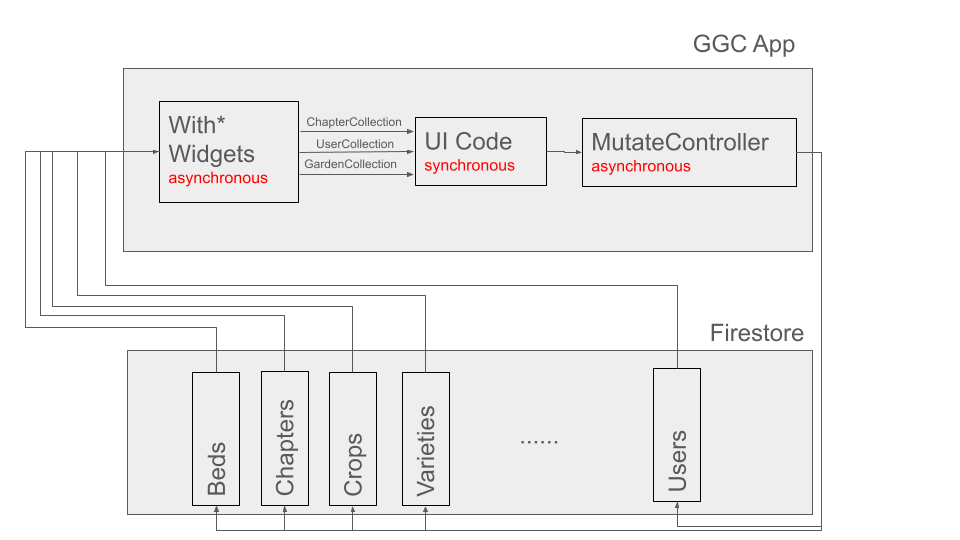 GGC App
With*
Widgets
asynchronous
ChapterCollection
UserCollection
GardenCollection
UI Code
synchronous
MutateController
asynchronous
Firestore
Beds
Chapters
Crops
Varieties
......
Users